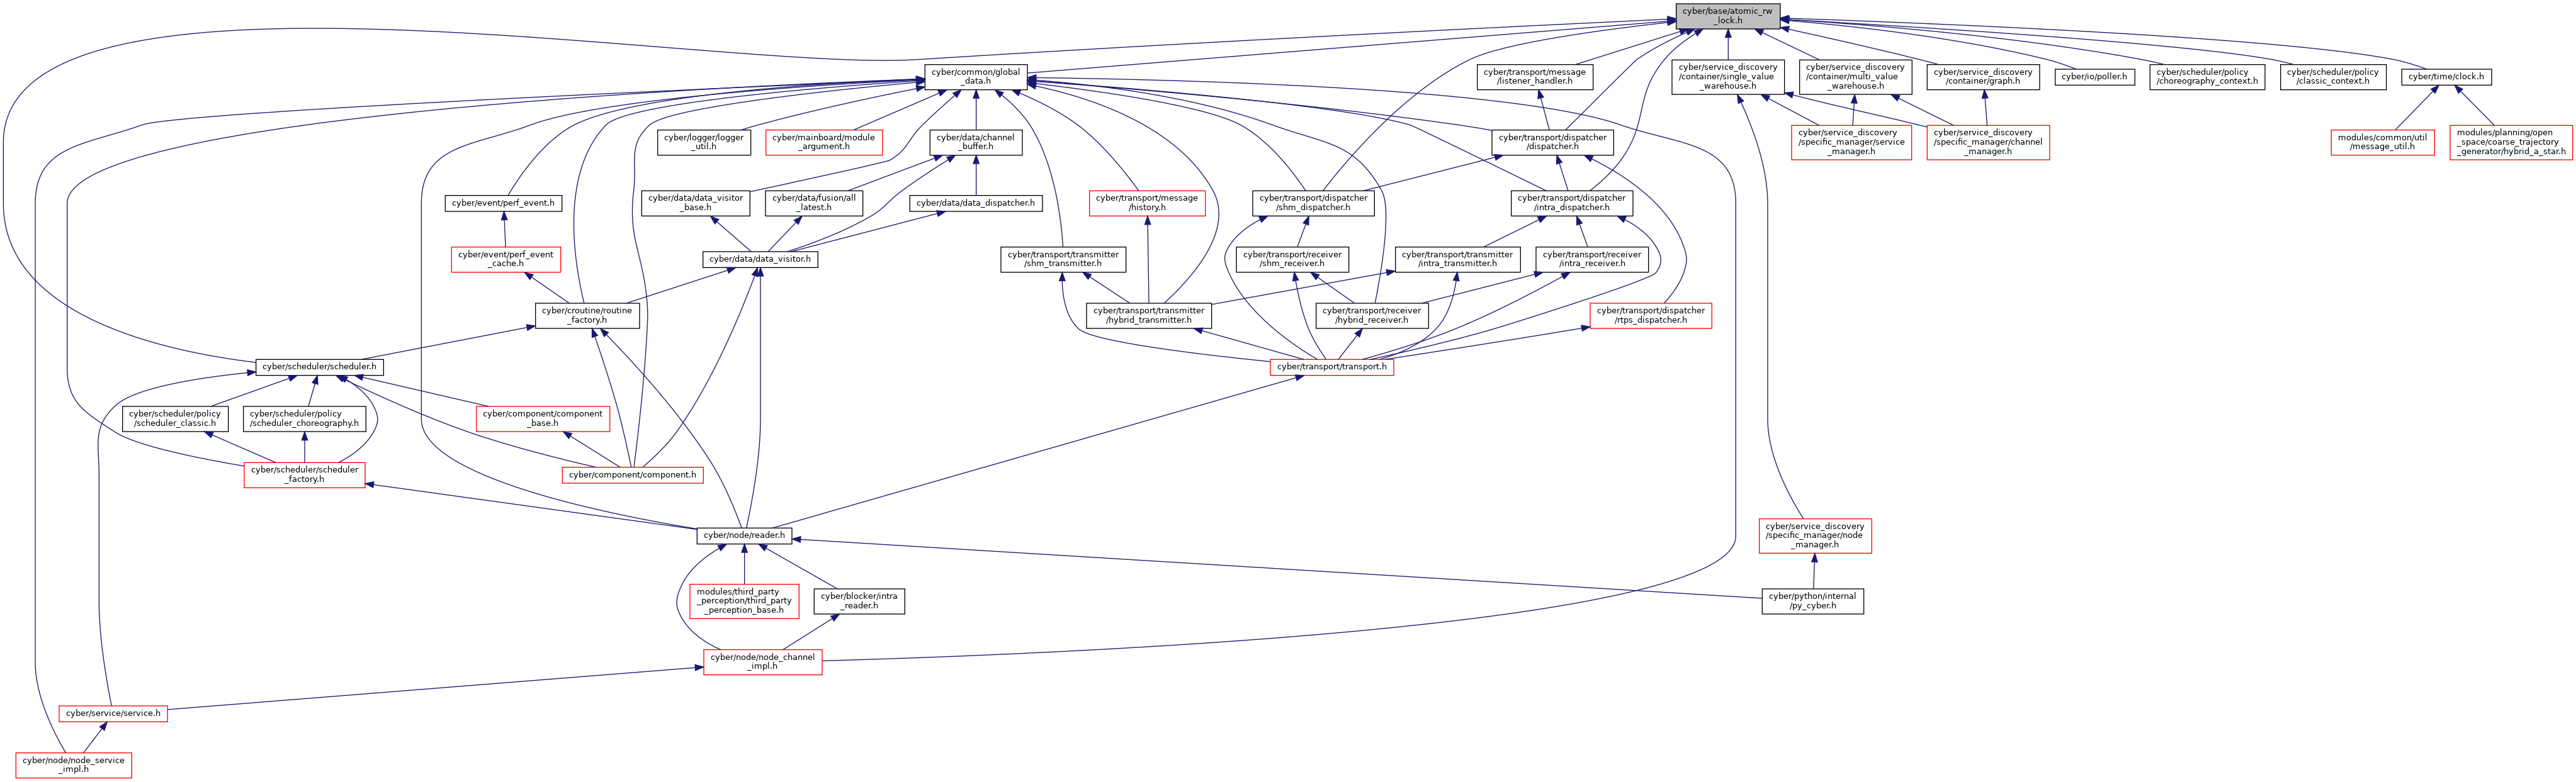 cyber/base/atomic_rw
_lock.h
cyber/common/global
_data.h
cyber/transport/message
/listener_handler.h
cyber/service_discovery
/container/single_value
_warehouse.h
cyber/service_discovery
/container/multi_value
_warehouse.h
cyber/service_discovery
/container/graph.h
cyber/io/poller.h
cyber/scheduler/policy
/choreography_context.h
cyber/scheduler/policy
/classic_context.h
cyber/time/clock.h
cyber/logger/logger
_util.h
cyber/mainboard/module
_argument.h
cyber/data/channel
_buffer.h
cyber/transport/dispatcher
/dispatcher.h
cyber/service_discovery
/specific_manager/service
_manager.h
cyber/service_discovery
/specific_manager/channel
_manager.h
modules/common/util
/message_util.h
modules/planning/open
_space/coarse_trajectory
_generator/hybrid_a_star.h
cyber/event/perf_event.h
cyber/data/data_visitor
_base.h
cyber/data/fusion/all
_latest.h
cyber/data/data_dispatcher.h
cyber/transport/message
/history.h
cyber/transport/dispatcher
/shm_dispatcher.h
cyber/transport/dispatcher
/intra_dispatcher.h
cyber/event/perf_event
_cache.h
cyber/data/data_visitor.h
cyber/transport/transmitter
/shm_transmitter.h
cyber/transport/receiver
/shm_receiver.h
cyber/transport/transmitter
/intra_transmitter.h
cyber/transport/receiver
/intra_receiver.h
cyber/croutine/routine
_factory.h
cyber/transport/transmitter
/hybrid_transmitter.h
cyber/transport/receiver
/hybrid_receiver.h
cyber/transport/dispatcher
/rtps_dispatcher.h
cyber/scheduler/scheduler.h
cyber/transport/transport.h
cyber/scheduler/policy
/scheduler_classic.h
cyber/scheduler/policy
/scheduler_choreography.h
cyber/component/component
_base.h
cyber/scheduler/scheduler
_factory.h
cyber/component/component.h
cyber/node/reader.h
cyber/service_discovery
/specific_manager/node
_manager.h
modules/third_party
_perception/third_party
_perception_base.h
cyber/blocker/intra
_reader.h
cyber/python/internal
/py_cyber.h
cyber/node/node_channel
_impl.h
cyber/service/service.h
cyber/node/node_service
_impl.h